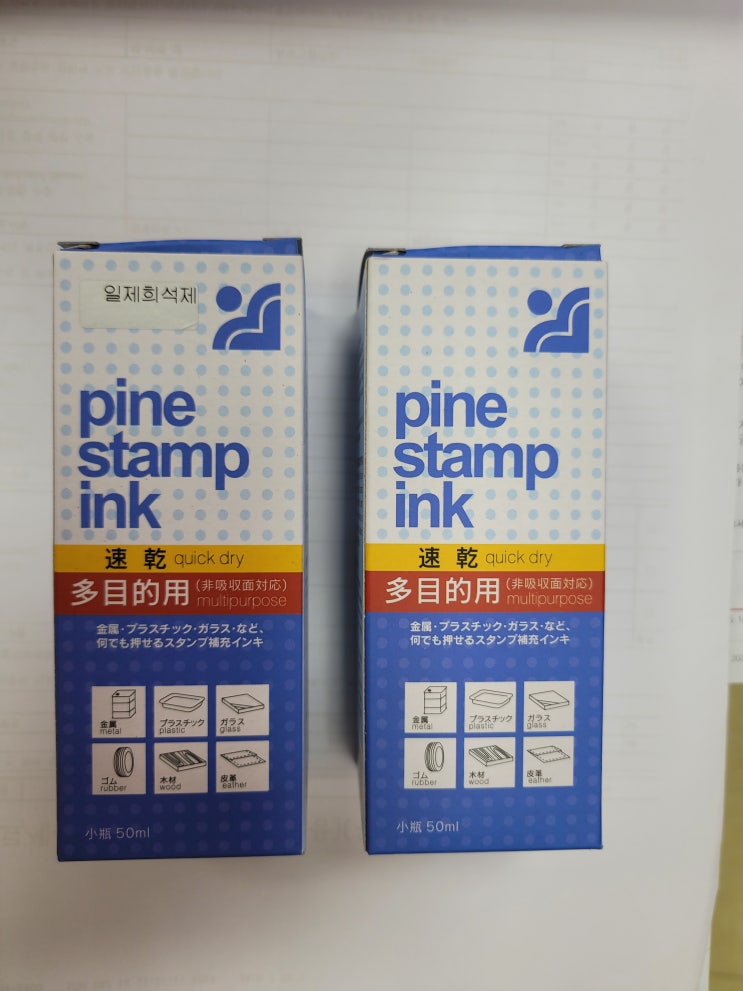 일제희석제
pine
stamp
ink
速乾 quick dry
多目的用(非吸収面対応)
multipurpose
金属・プラスチック・ガラス・など、
何でも押せるスタンプ補充インキ
金属
metal
プラスチック
plastic
ガラス
glass
ゴム
rubber
木材
wood
皮革
eather
小瓶 50ml
pine
stamp
ink
速乾 quick dry
多目的用(非吸収面対応)
multipurpose
金属・プラスチック・ガラス・など、
何でも押せるスタンプ補充インキ
金属
metal
プラスチック
plastic
ガラス
glass
ゴム
rubber
木材
wood
皮革
leather
小瓶 50ml